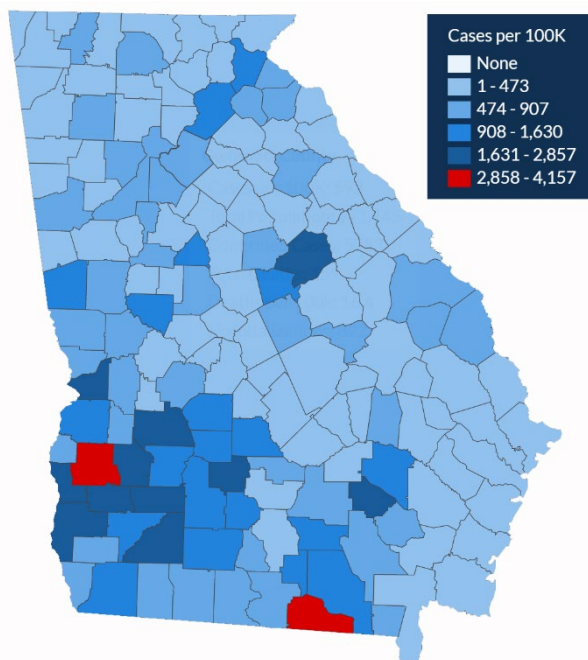 Cases per 100K
None
1 - 473
474 - 907
908 - 1,630
1,631 - 2,857
2,858 - 4,157